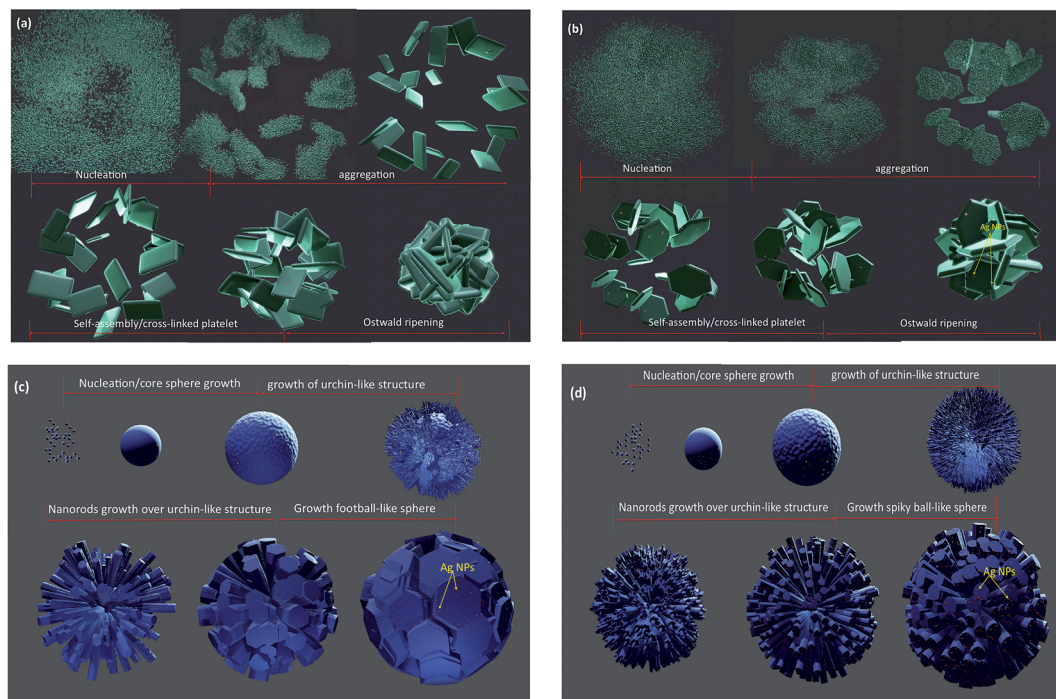 (a)
Nucleation
aggregation
Self-assembly/cross-linked platelet
Ostwald ripening
(b)
Nucleation
aggregation
Ag NPs
Self-assembly/cross-linked platelet
Ostwald ripening
(c)
Nucleation/core sphere growth
growth of urchin-like structure
Nanorods growth over urchin-like structure
Growth football-like sphere
Ag NPs
(d)
Nucleation/core sphere growth
growth of urchin-like structure
Nanorods growth over urchin-like structure
Growth spiky ball-like sphere
Ag NPs